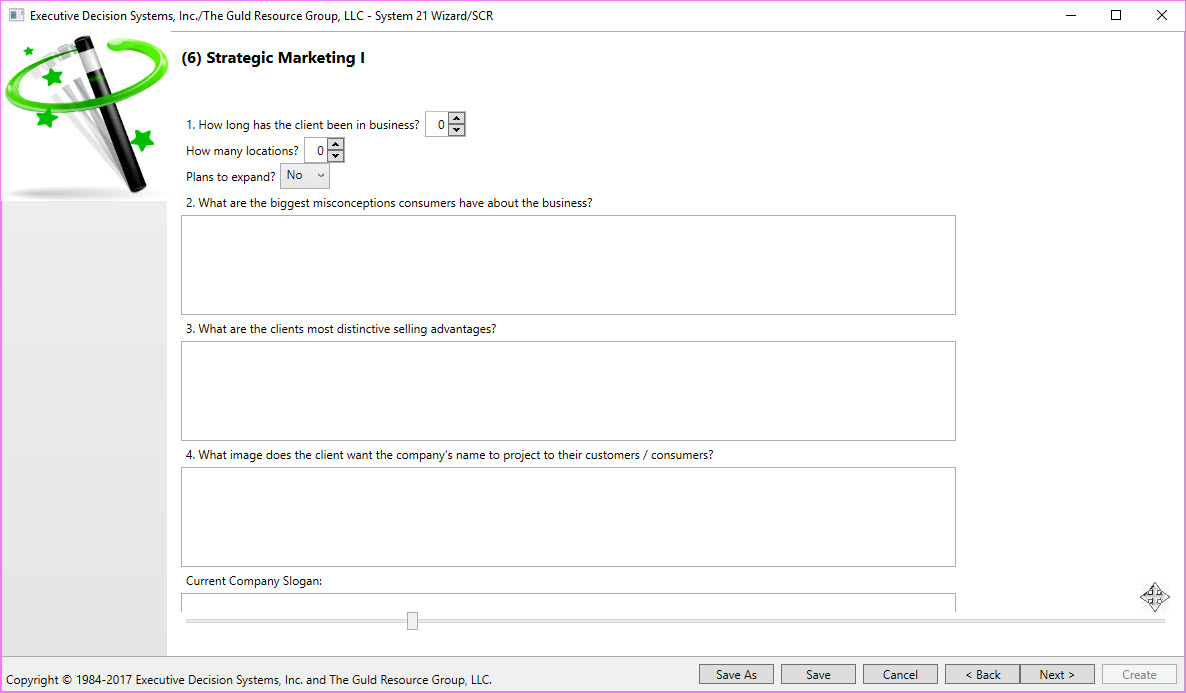 Executive Decision Systems, Inc./The Guld Resource Group, LLC - System 21 Wizard/SCR
(6) Strategic Marketing I
1. How long has the client been in business? 0
How many locations? 0
Plans to expand? No
2. What are the biggest misconceptions consumers have about the business?
3. What are the clients most distinctive selling advantages?
4. What image does the client want the company's name to project to their customers / consumers?
Current Company Slogan:
Copyright © 1984-2017 Executive Decision Systems, Inc. and The Guld Resource Group, LLC. Save As Save Cancel < Back Next > Create